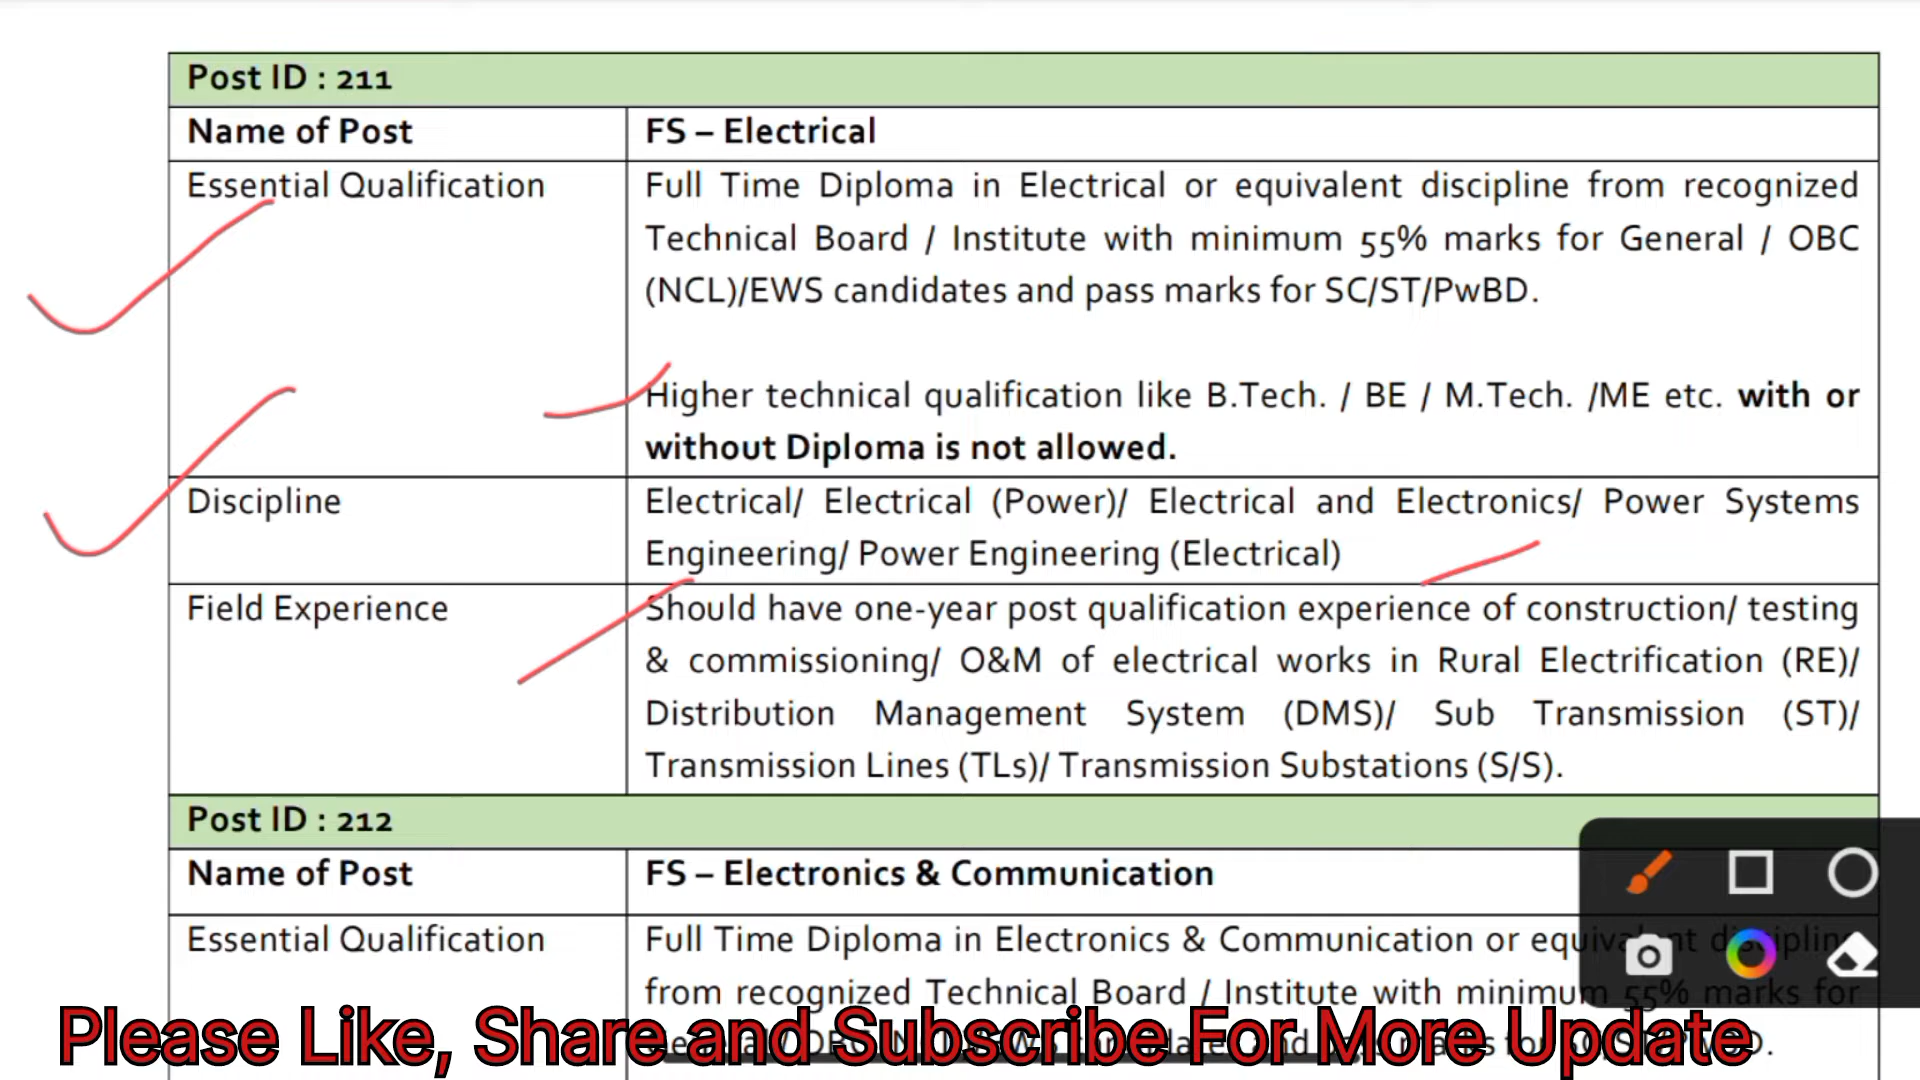 Post ID : 211
Name of Post
FS – Electrical
Essential Qualification
Full Time Diploma in Electrical or equivalent discipline from recognized
Technical Board / Institute with minimum 55% marks for General / OBC
(NCL)/EWS candidates and pass marks for SC/ST/PwBD.
Higher technical qualification like B.Tech. / BE / M.Tech. /ME etc. with or
without Diploma is not allowed.
Discipline
Electrical/ Electrical (Power)/ Electrical and Electronics/ Power Systems
Engineering/ Power Engineering (Electrical)
Field Experience
Should have one-year post qualification experience of construction/ testing
& commissioning/ O&M of electrical works in Rural Electrification (RE)/
Distribution Management System (DMS)/ Sub Transmission (ST)/
Transmission Lines (TLs)/ Transmission Substations (S/S).
Post ID : 212
Name of Post
FS – Electronics & Communication
Essential Qualification
Full Time Diploma in Electronics & Communication or equivalent discipline
from recognized Technical Board / Institute with minimum 55% marks for
Please Like, Share and Subscribe For More Update